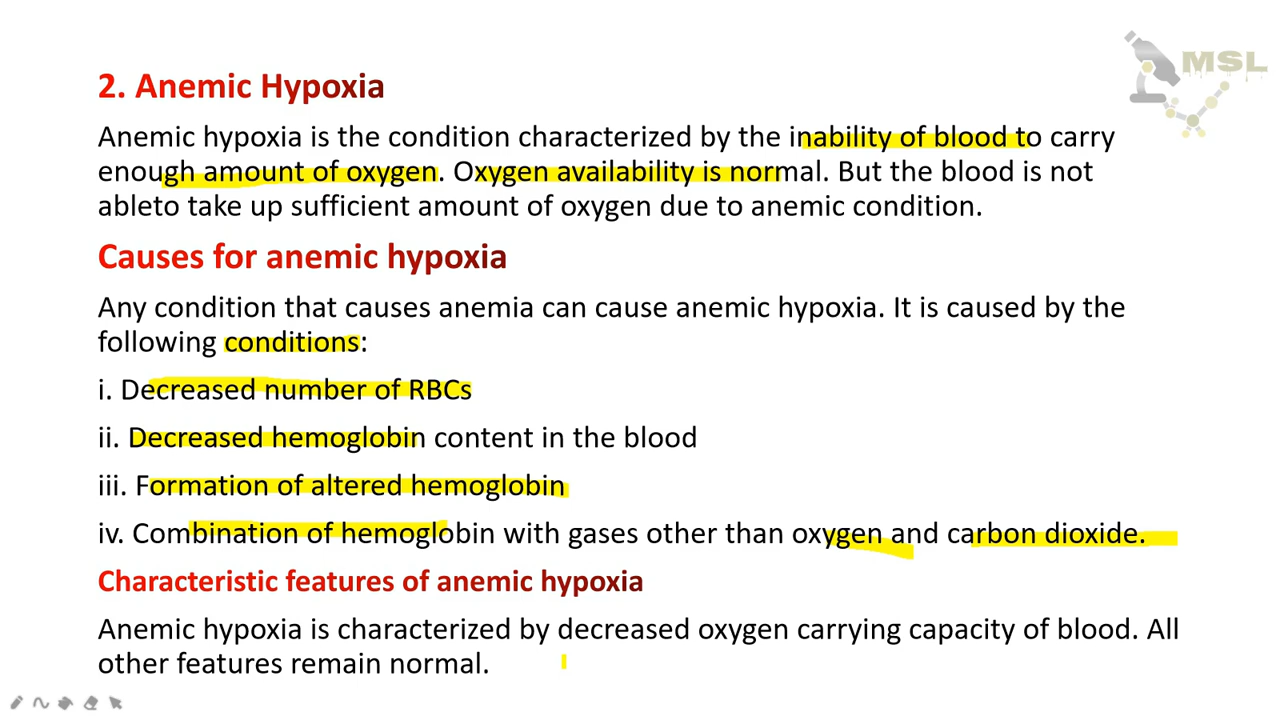 MSL
2. Anemic Hypoxia
Anemic hypoxia is the condition characterized by the inability of blood to carry
enough amount of oxygen. Oxygen availability is normal. But the blood is not
ableto take up sufficient amount of oxygen due to anemic condition.
Causes for anemic hypoxia
Any condition that causes anemia can cause anemic hypoxia. It is caused by the
following conditions:
i. Decreased number of RBCs
ii. Decreased hemoglobin content in the blood
iii. Formation of altered hemoglobin
iv. Combination of hemoglobin with gases other than oxygen and carbon dioxide.
Characteristic features of anemic hypoxia
Anemic hypoxia is characterized by decreased oxygen carrying capacity of blood. All
other features remain normal.